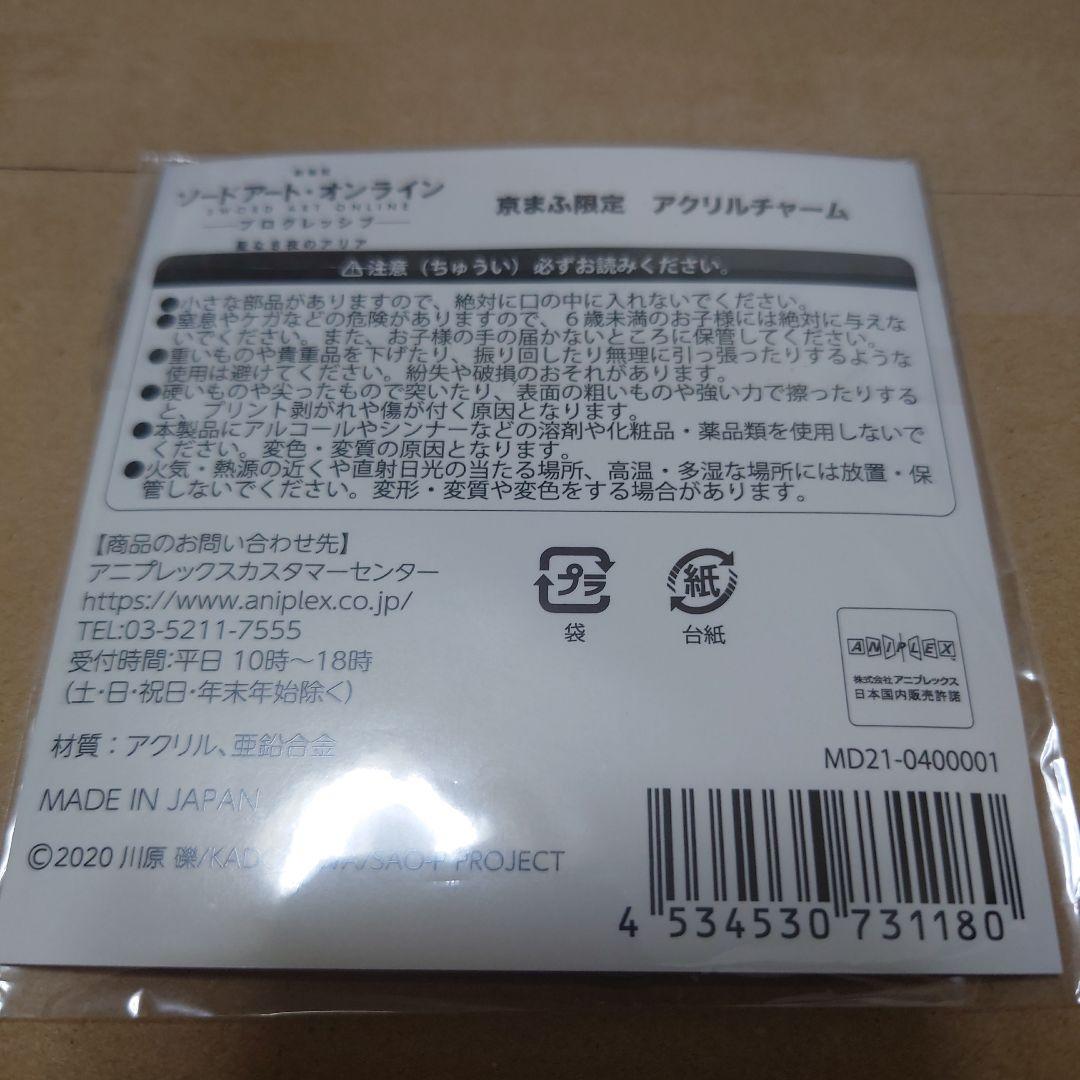 劇場版
ソードアート・オンライン
SWORD ART ONLINE
プログレッシブ
星なき夜のアリア
京まふ限定 アクリルチャーム
⚠注意（ちゅうい）必ずお読みください。
●小さな部品がありますので、絶対に口の中に入れないでください。
●窒息やケガなどの危険がありますので、６歳未満のお子様には絶対に与えな
いでください。また、お子様の手の届かないところに保管してください。
●重いものや貴重品を下げたり、振り回したり無理に引っ張ったりするような
使用は避けてください。紛失や破損のおそれがあります。
●硬いものや尖ったもので突いたり、表面の粗いものや強い力で擦ったりする
と、プリント剥がれや傷が付く原因となります。
●本製品にアルコールやシンナーなどの溶剤や化粧品・薬品類を使用しないで
ください。変色・変質の原因となります。
●火気・熱源の近くや直射日光の当たる場所、高温・多湿な場所には放置・保
管しないでください。変形・変質や変色をする場合があります。
【商品のお問い合わせ先】
アニプレックスカスタマーセンター
https://www.aniplex.co.jp/
TEL:03-5211-7555
受付時間:平日 10時～18時
(土・日・祝日・年末年始除く)
プラ
袋
紙
台紙
ANIPLEX
株式会社アニプレックス
日本国内販売許諾
材質：アクリル、亜鉛合金
MD21-0400001
MADE IN JAPAN
©2020 川原 礫/KADOKAWA/SAO-P PROJECT
4 534530 731180